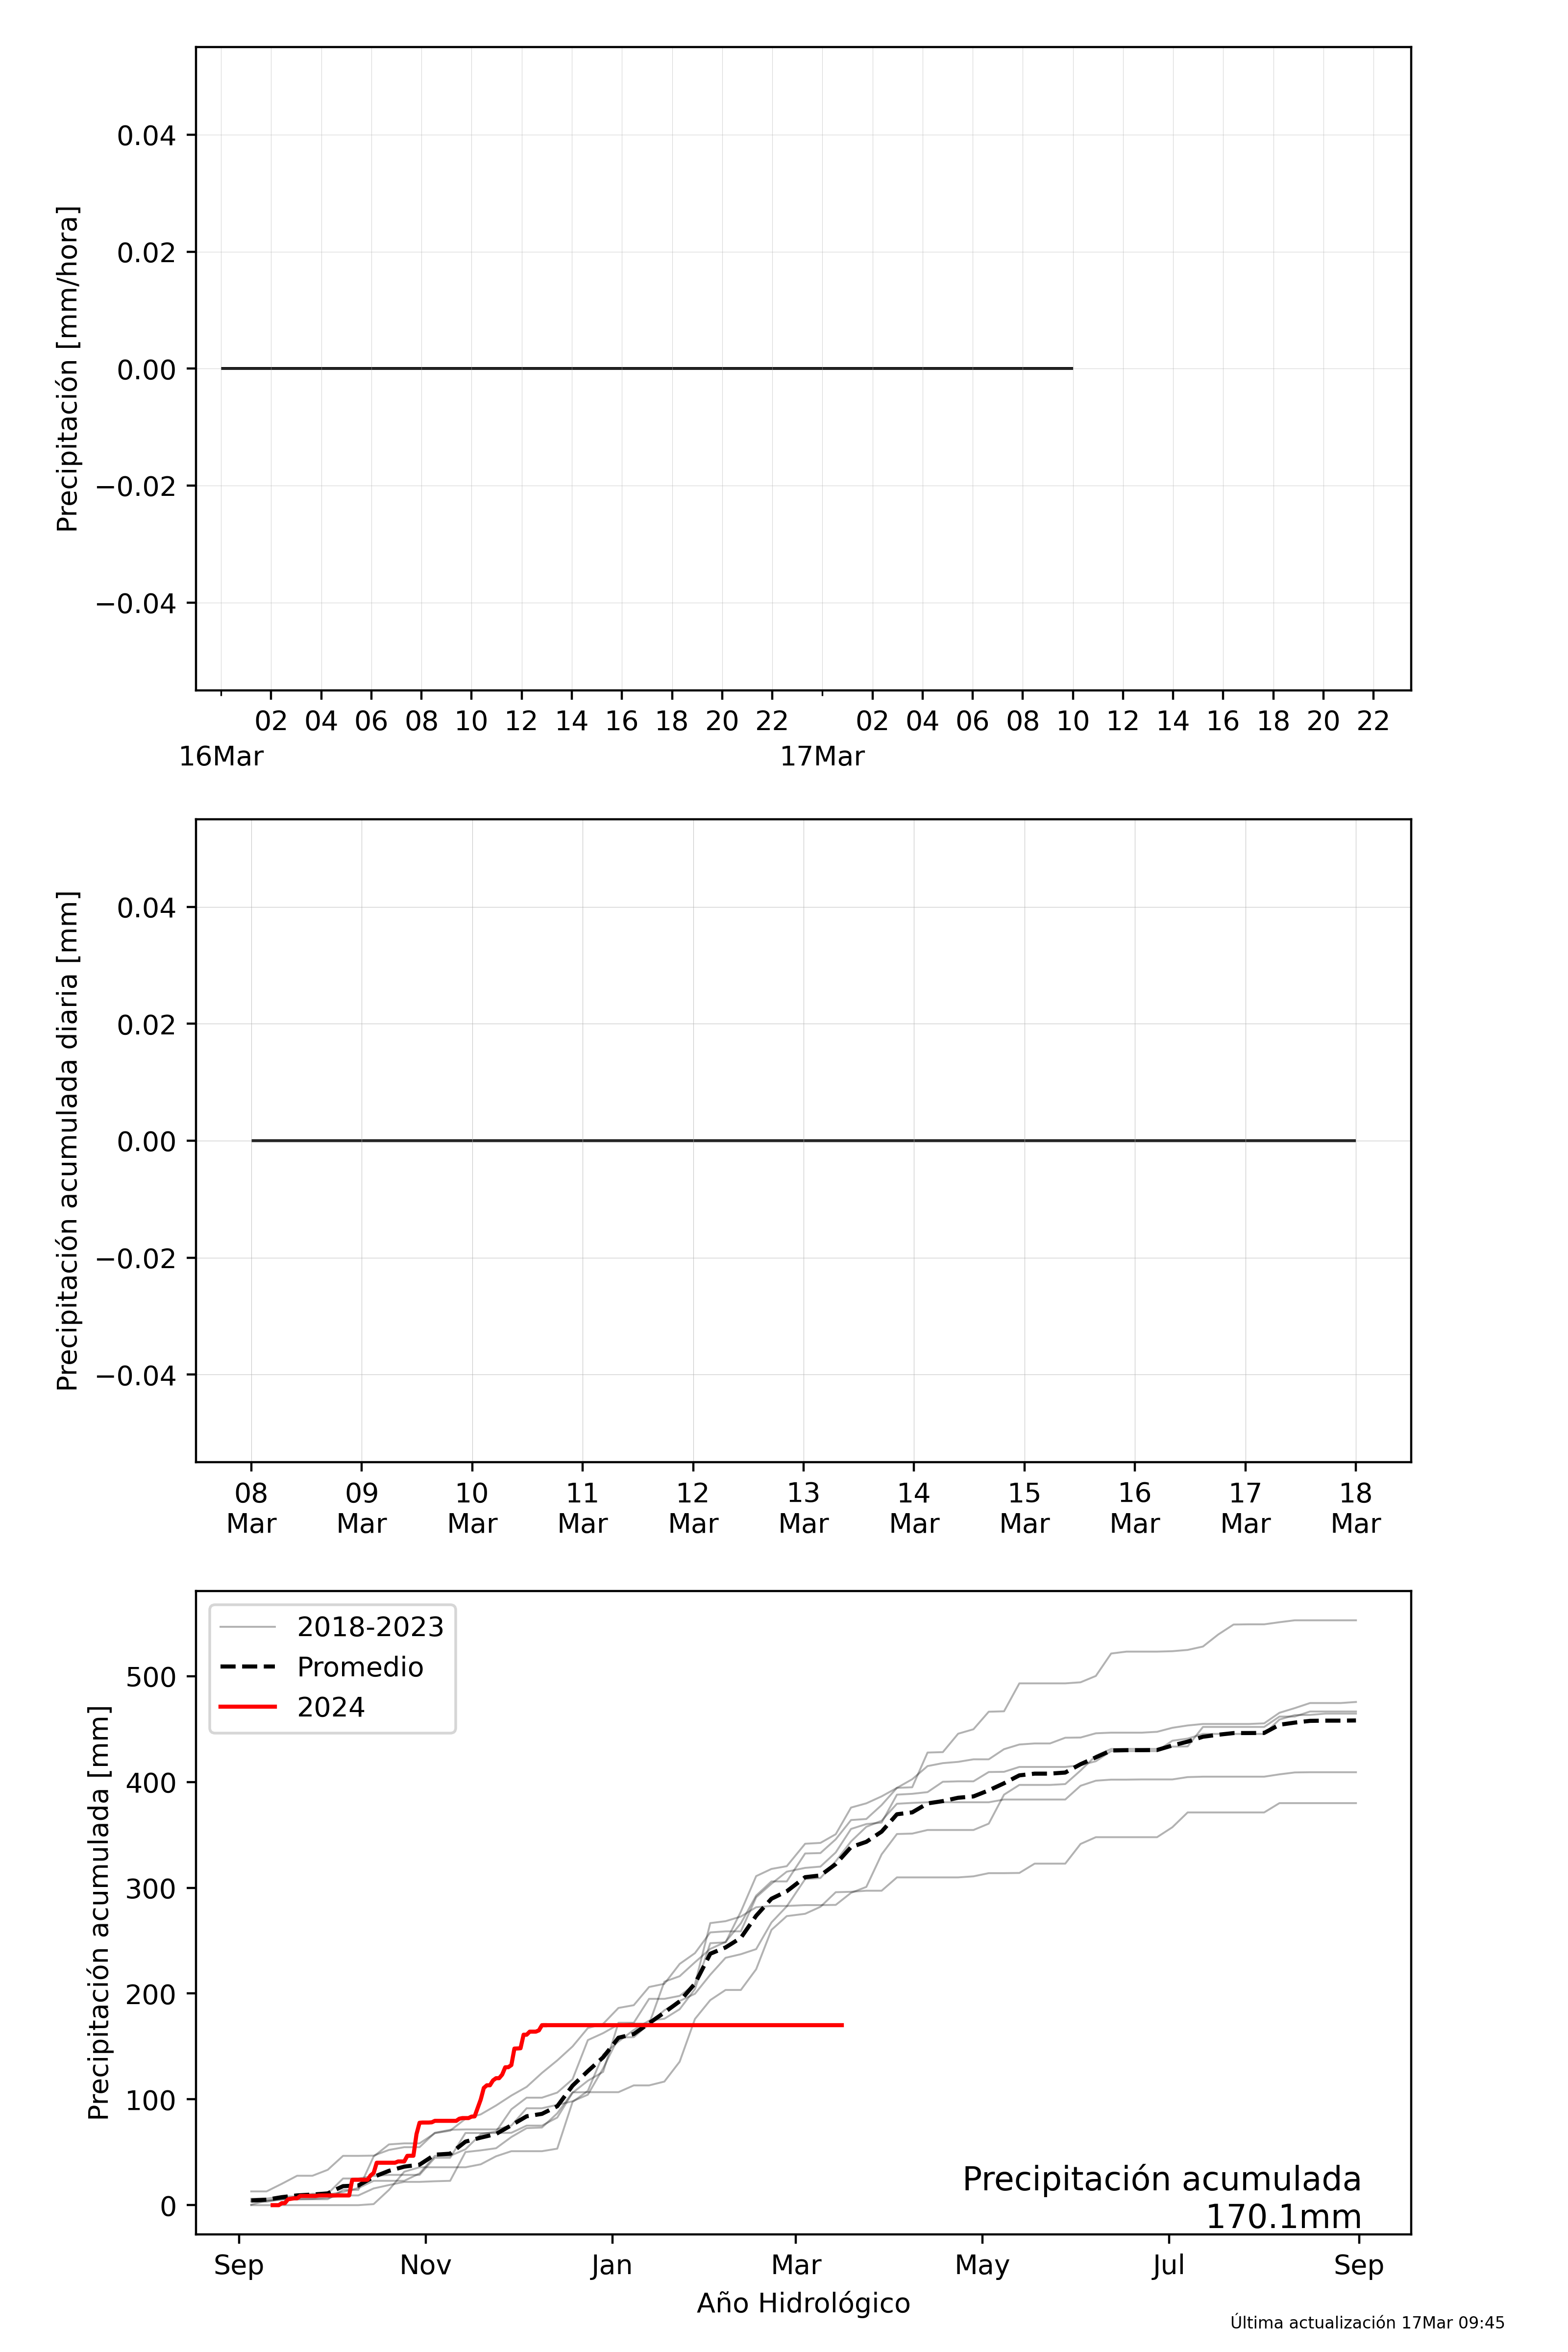 Precipitación [mm/hora]
0.04
0.02
0.00
−0.02
−0.04
02 04 06 08 10 12 14 16 18 20 22 02 04 06 08 10 12 14 16 18 20 22
16Mar 17Mar
Precipitación acumulada diaria [mm]
0.04
0.02
0.00
−0.02
−0.04
08 09 10 11 12 13 14 15 16 17 18
Mar Mar Mar Mar Mar Mar Mar Mar Mar Mar Mar
Precipitación acumulada [mm]
2018-2023
Promedio
2024
500
400
300
200
100
0
Precipitación acumulada
170.1mm
Sep Nov Jan Mar May Jul Sep
Año Hidrológico
Última actualización 17Mar 09:45